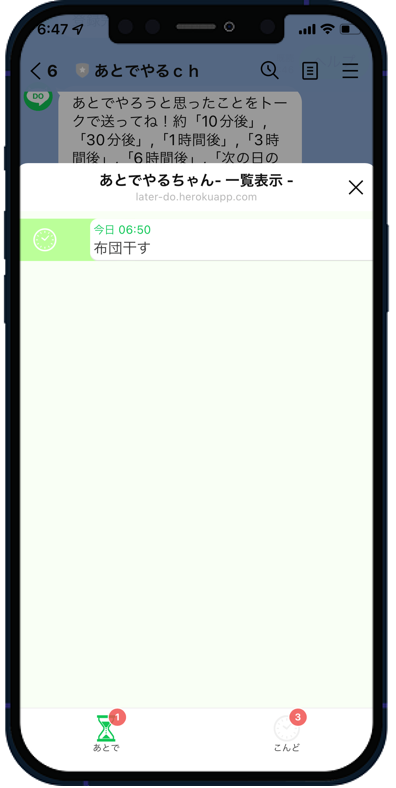 6:47
6 あとでやるｃｈ
DO
あとでやろうと思ったことをトー
クで送ってね！約「10分後」,
「30分後」,「1時間後」,「3時
間後」,「6時間後」,「次の日の
あとでやるちゃん- 一覧表示 -
later-do.herokuapp.com
今日 06:50
布団干す
1
3
あとで
こんど